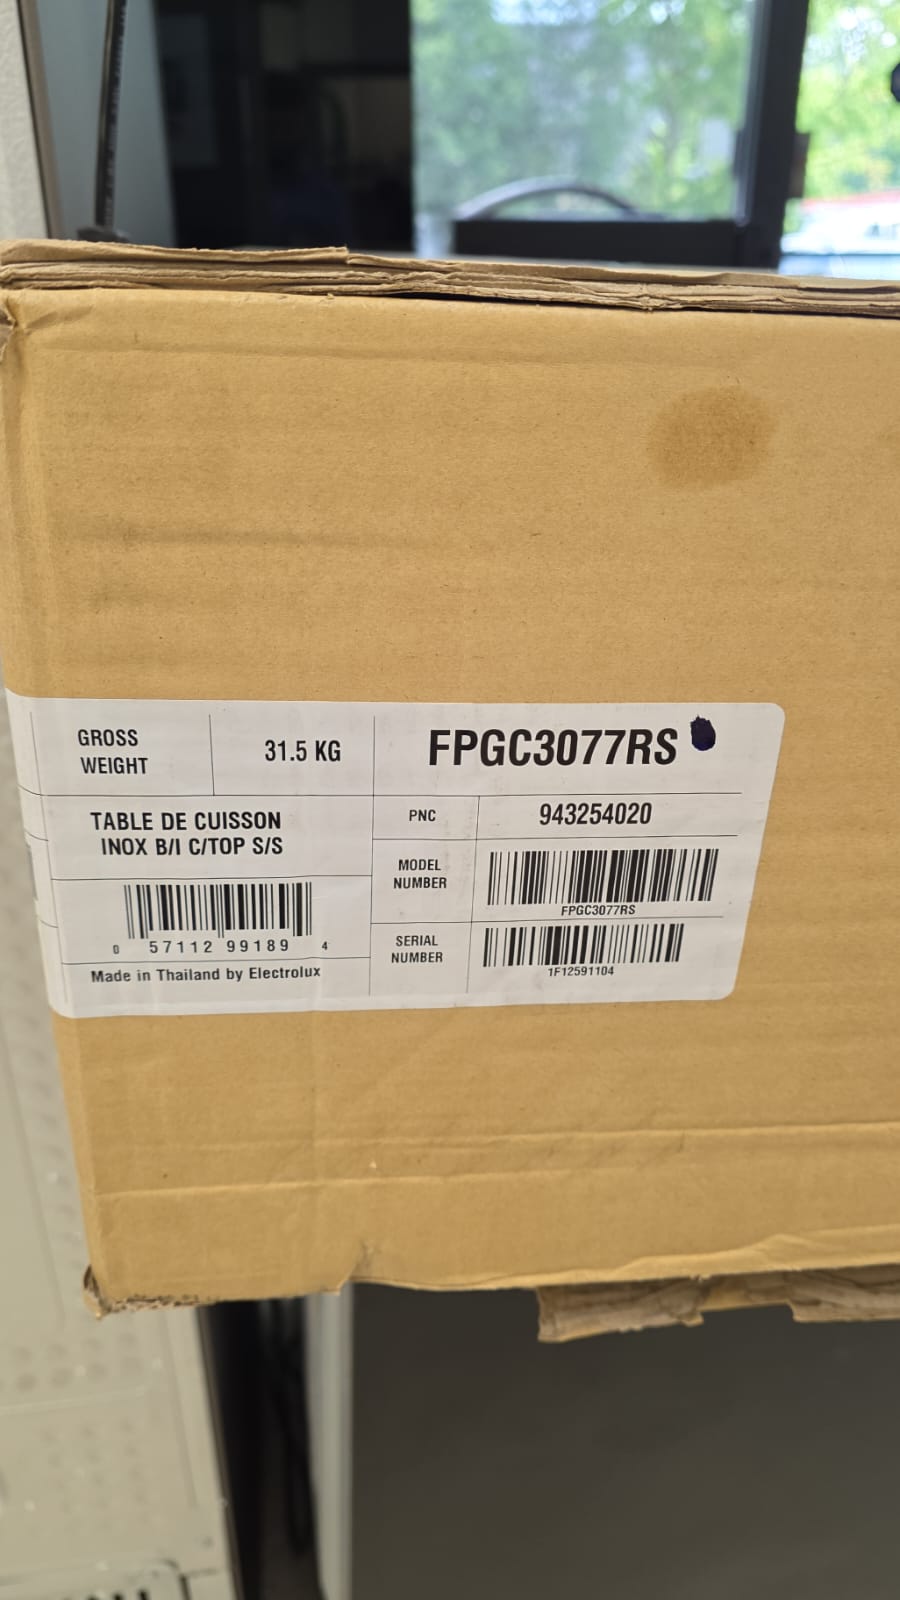 GROSS WEIGHT
31.5 KG
FPGC3077RS
TABLE DE CUISSON
INOX B/I C/TOP S/S
0 57112 99189 4
Made in Thailand by Electrolux
PNC
943254020
MODEL NUMBER
FPGC3077RS
SERIAL NUMBER
1F12591104